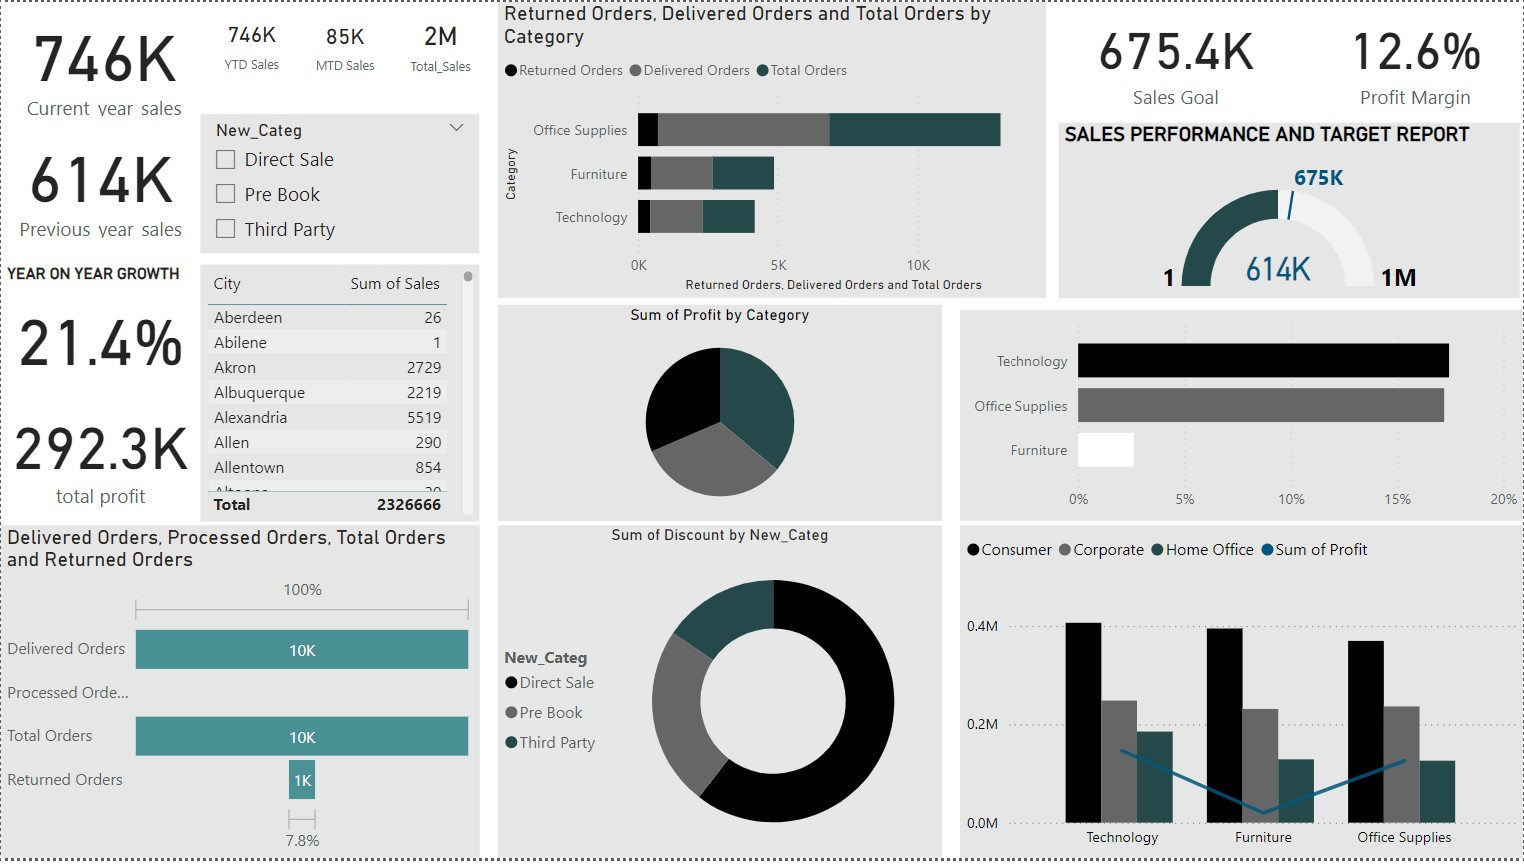 746K
Current year sales
614K
Previous year sales
YEAR ON YEAR GROWTH
21.4%
292.3K
total profit
746K
YTD Sales
85K
MTD Sales
2M
Total_Sales
New_Categ
Direct Sale
Pre Book
Third Party
City Sum of Sales
Aberdeen 26
Abilene 1
Akron 2729
Albuquerque 2219
Alexandria 5519
Allen 290
Allentown 854
Total 2326666
Returned Orders, Delivered Orders and Total Orders by
Category
Returned Orders Delivered Orders Total Orders
Category
Office Supplies
Furniture
Technology
0K 5K 10K
Returned Orders, Delivered Orders and Total Orders
675.4K
Sales Goal
12.6%
Profit Margin
SALES PERFORMANCE AND TARGET REPORT
675K
614K
1 1M
Sum of Profit by Category
Technology
Office Supplies
Furniture
0% 5% 10% 15% 20%
Delivered Orders, Processed Orders, Total Orders
and Returned Orders
100%
Delivered Orders 10K
Processed Orde...
Total Orders 10K
Returned Orders 1K
7.8%
Sum of Discount by New_Categ
New_Categ
Direct Sale
Pre Book
Third Party
Consumer Corporate Home Office Sum of Profit
0.4M
0.2M
0.0M
Technology Furniture Office Supplies